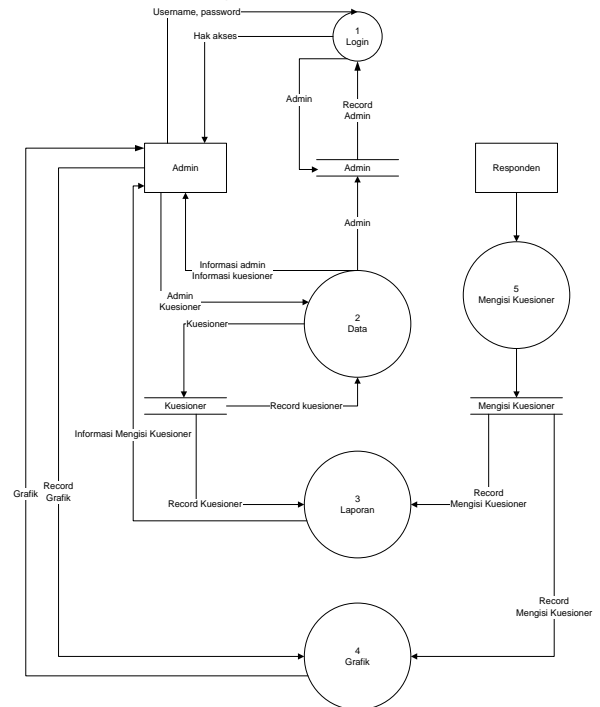 Username, password
1
Login
Hak akses
Admin
Record
Admin
Admin
Admin
Responden
Admin
Informasi admin
Informasi kuesioner
Admin
Kuesioner
2
Data
5
Mengisi Kuesioner
Kuesioner
Kuesioner
Record kuesioner
Mengisi Kuesioner
Informasi Mengisi Kuesioner
Grafik
Record
Grafik
Record Kuesioner
3
Laporan
Record
Mengisi Kuesioner
Record
Mengisi Kuesioner
4
Grafik